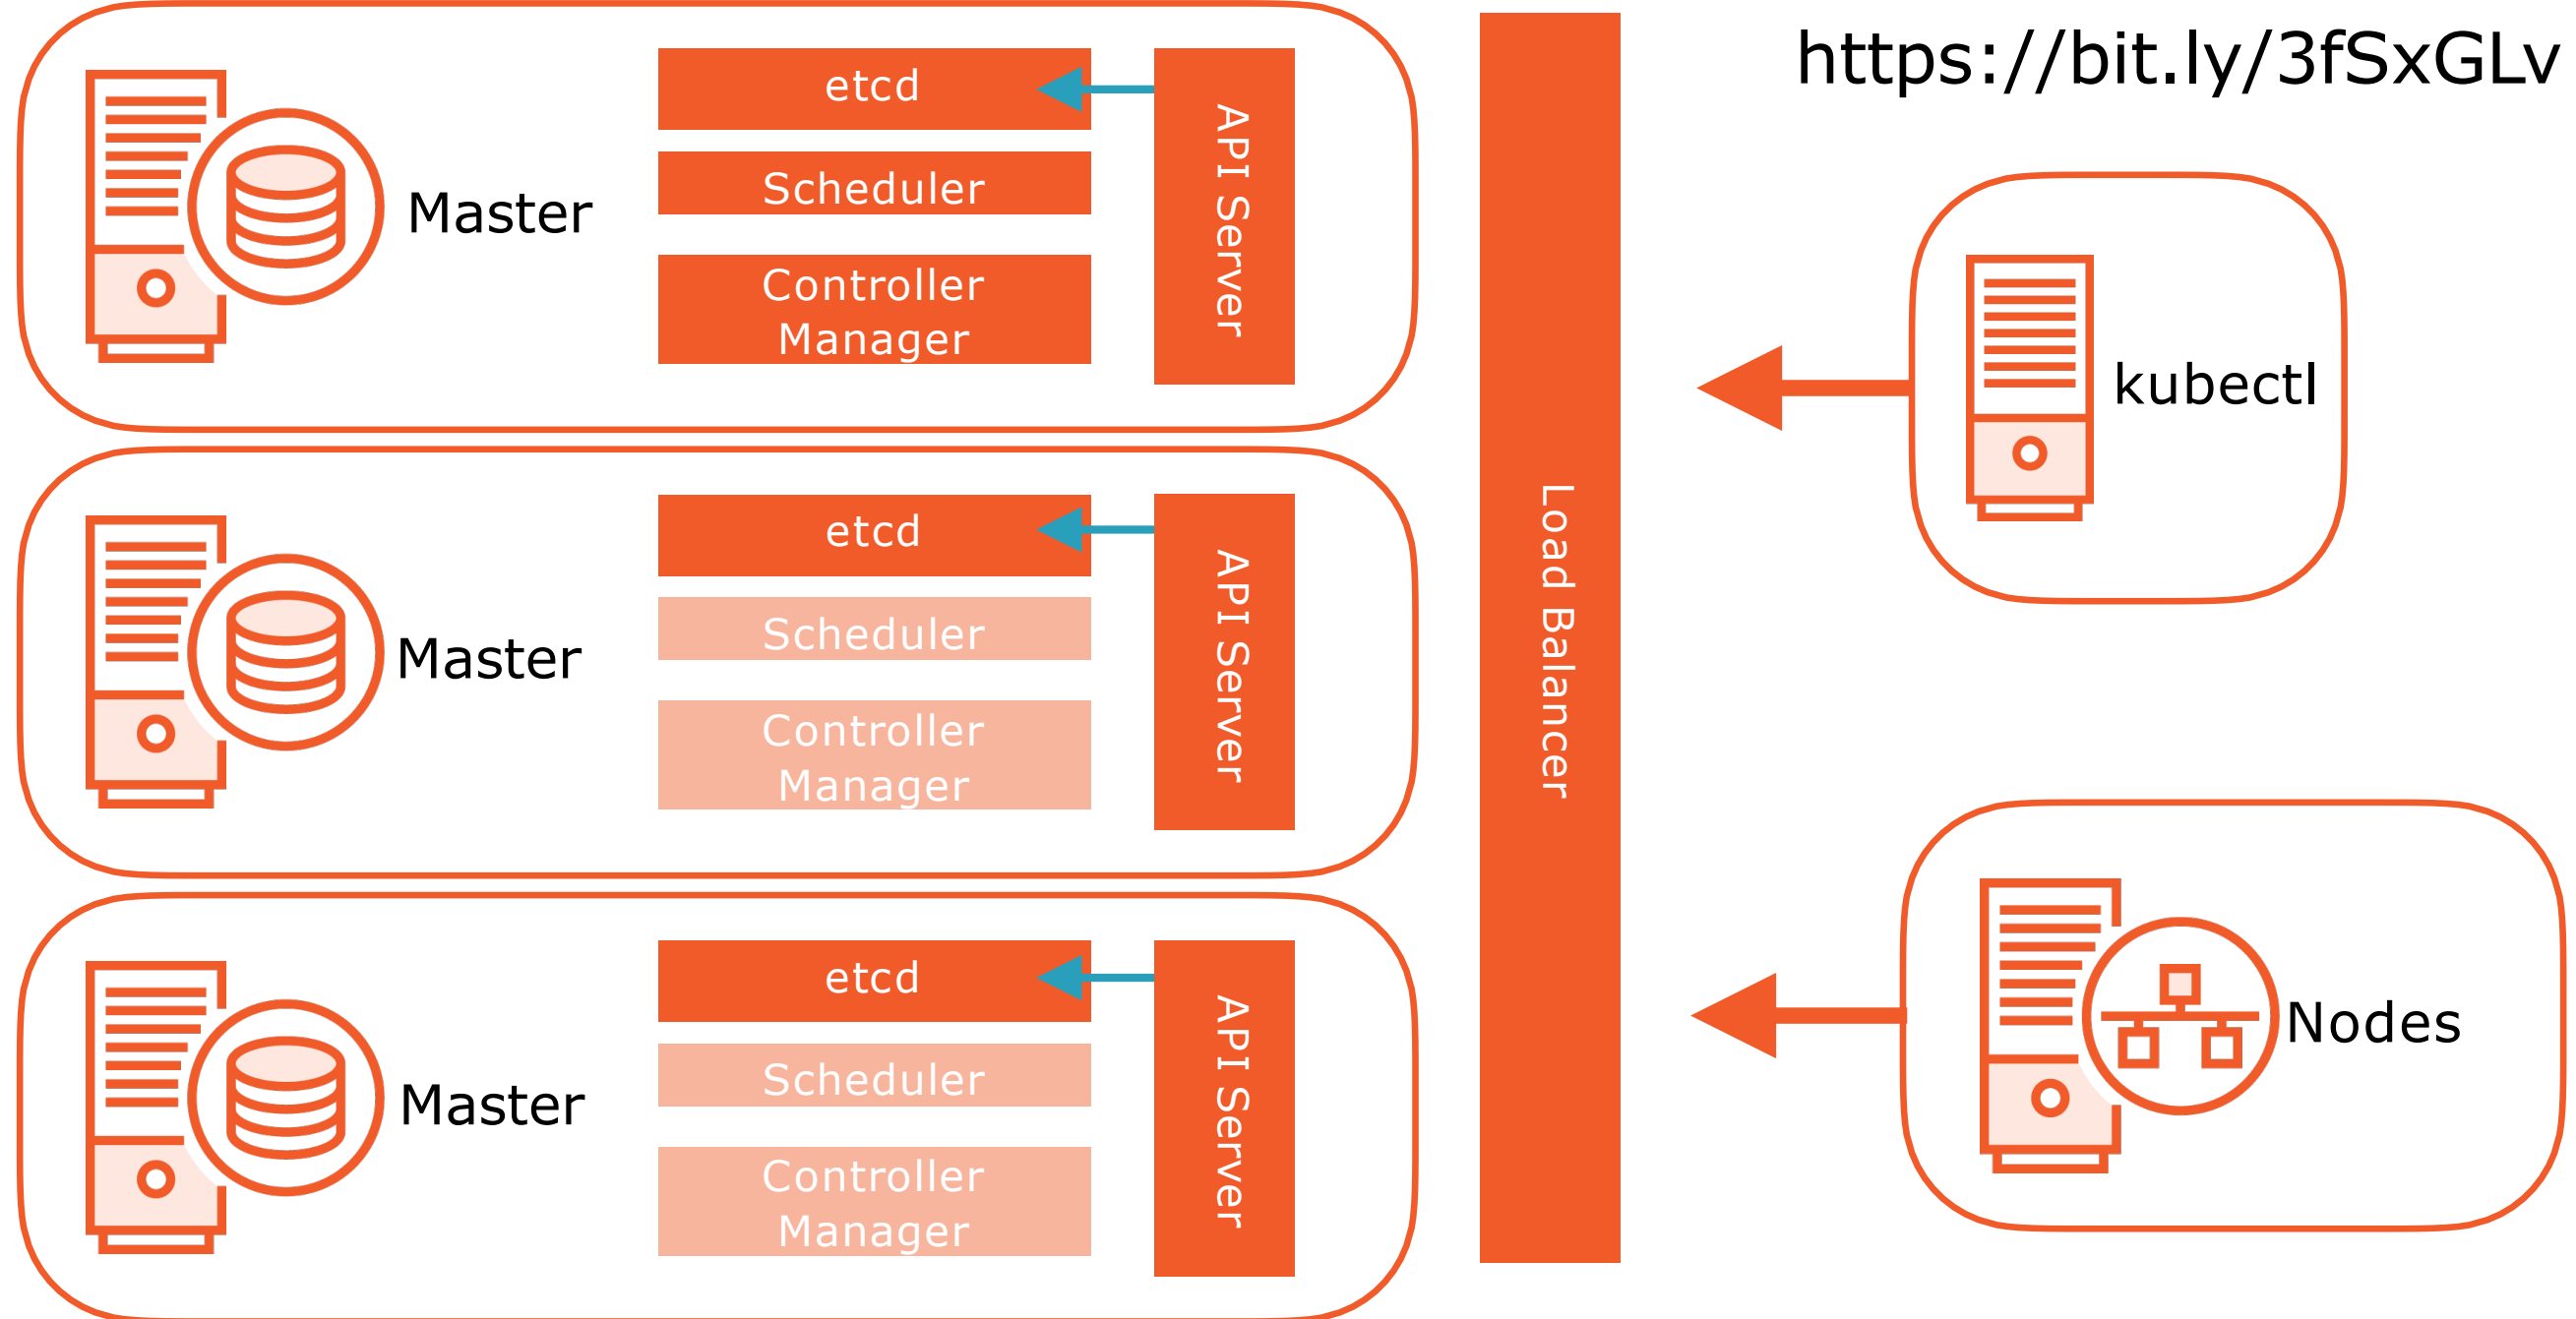 https://bit.ly/3fSxGLv
Master
etcd
Scheduler
Controller
Manager
API Server
Master
etcd
Scheduler
Controller
Manager
API Server
Master
etcd
Scheduler
Controller
Manager
API Server
Load Balancer
kubectl
Nodes